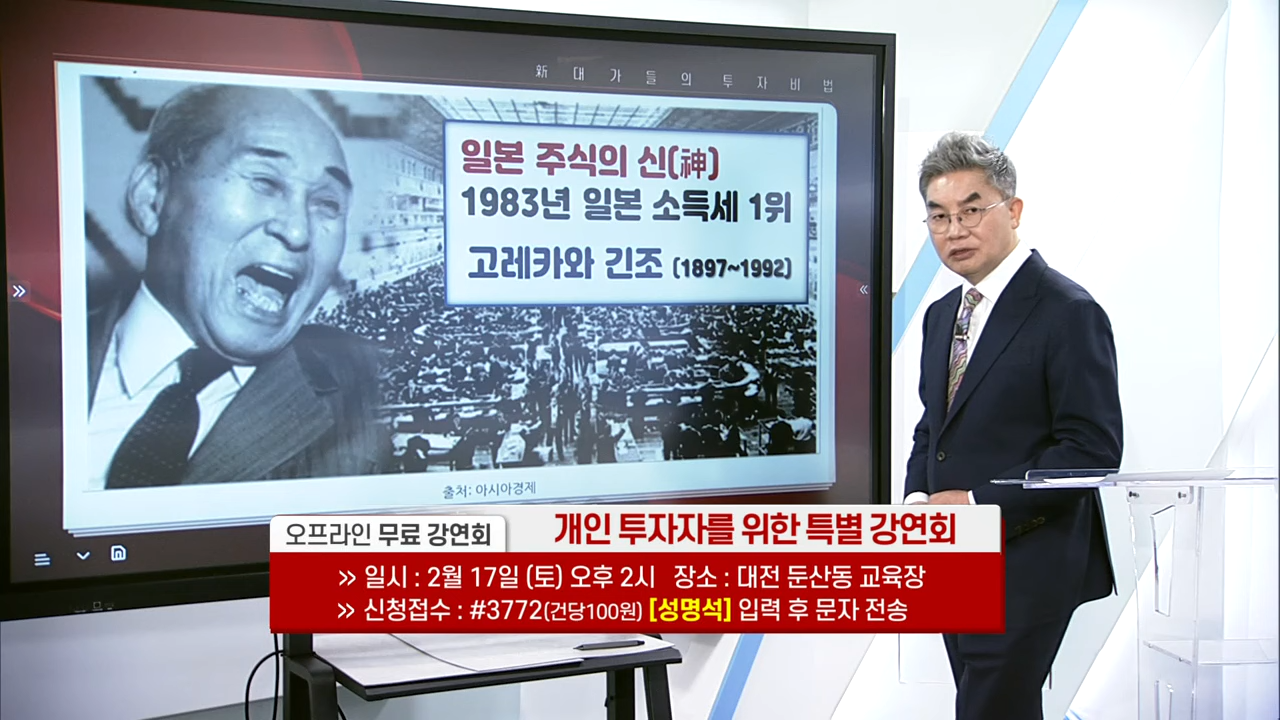 新 대 가 들 의 투 자 비 법
일본 주식의 신(神)
1983년 일본 소득세 1위
고레카와 긴조 (1897~1992)
출처: 아시아경제
오프라인 무료 강연회
개인 투자자를 위한 특별 강연회
» 일시 : 2월 17일 (토) 오후 2시 장소 : 대전 둔산동 교육장
» 신청접수 : #3772(건당100원) [성명석] 입력 후 문자 전송